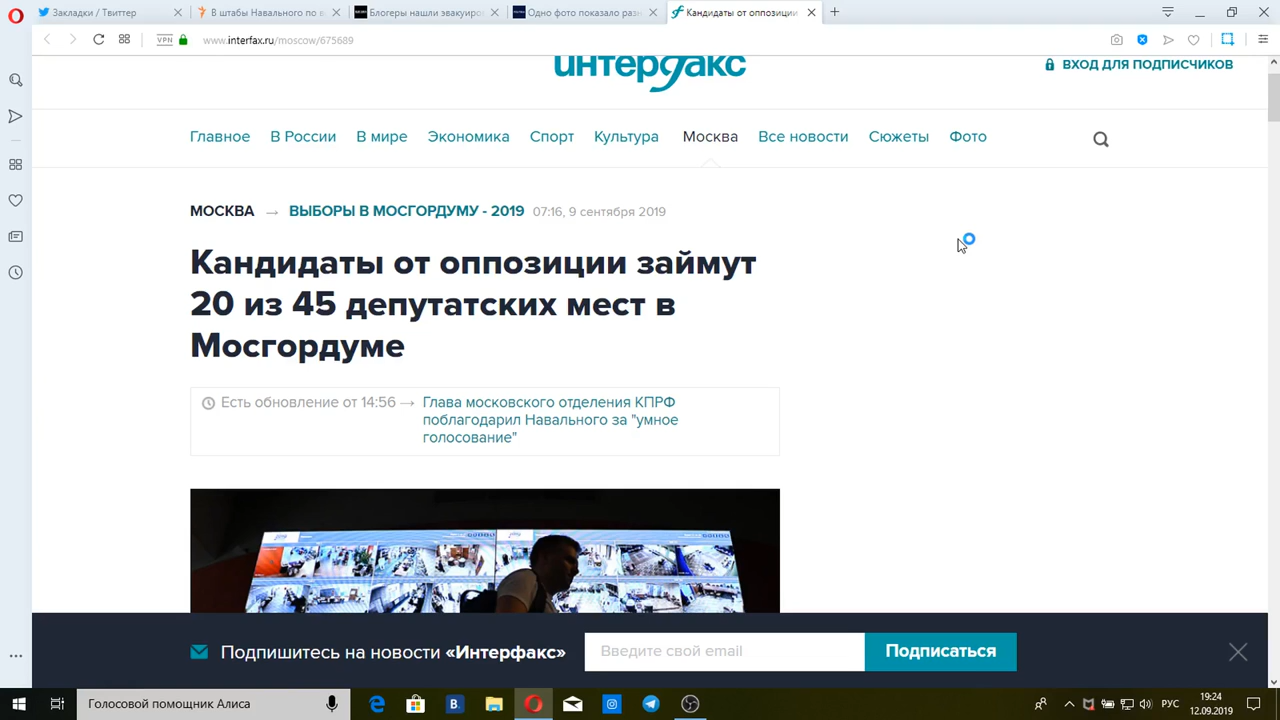 Закладки / Твиттер
В штабы Навального по в
Блогеры нашли эвакуиров
Одно фото показало разн
Кандидаты от оппозиции
VPN
www.interfax.ru/moscow/675689
интерфакс
ВХОД ДЛЯ ПОДПИСЧИКОВ
Главное
В России
В мире
Экономика
Спорт
Культура
Москва
Все новости
Сюжеты
Фото
МОСКВА → ВЫБОРЫ В МОСГОРДУМУ - 2019 07:16, 9 сентября 2019
Кандидаты от оппозиции займут
20 из 45 депутатских мест в
Мосгордуме
Есть обновление от 14:56 → Глава московского отделения КПРФ
поблагодарил Навального за "умное
голосование"
Подпишитесь на новости «Интерфакс»
Введите свой email
Подписаться
Голосовой помощник Алиса
РУС
19:24
12.09.2019